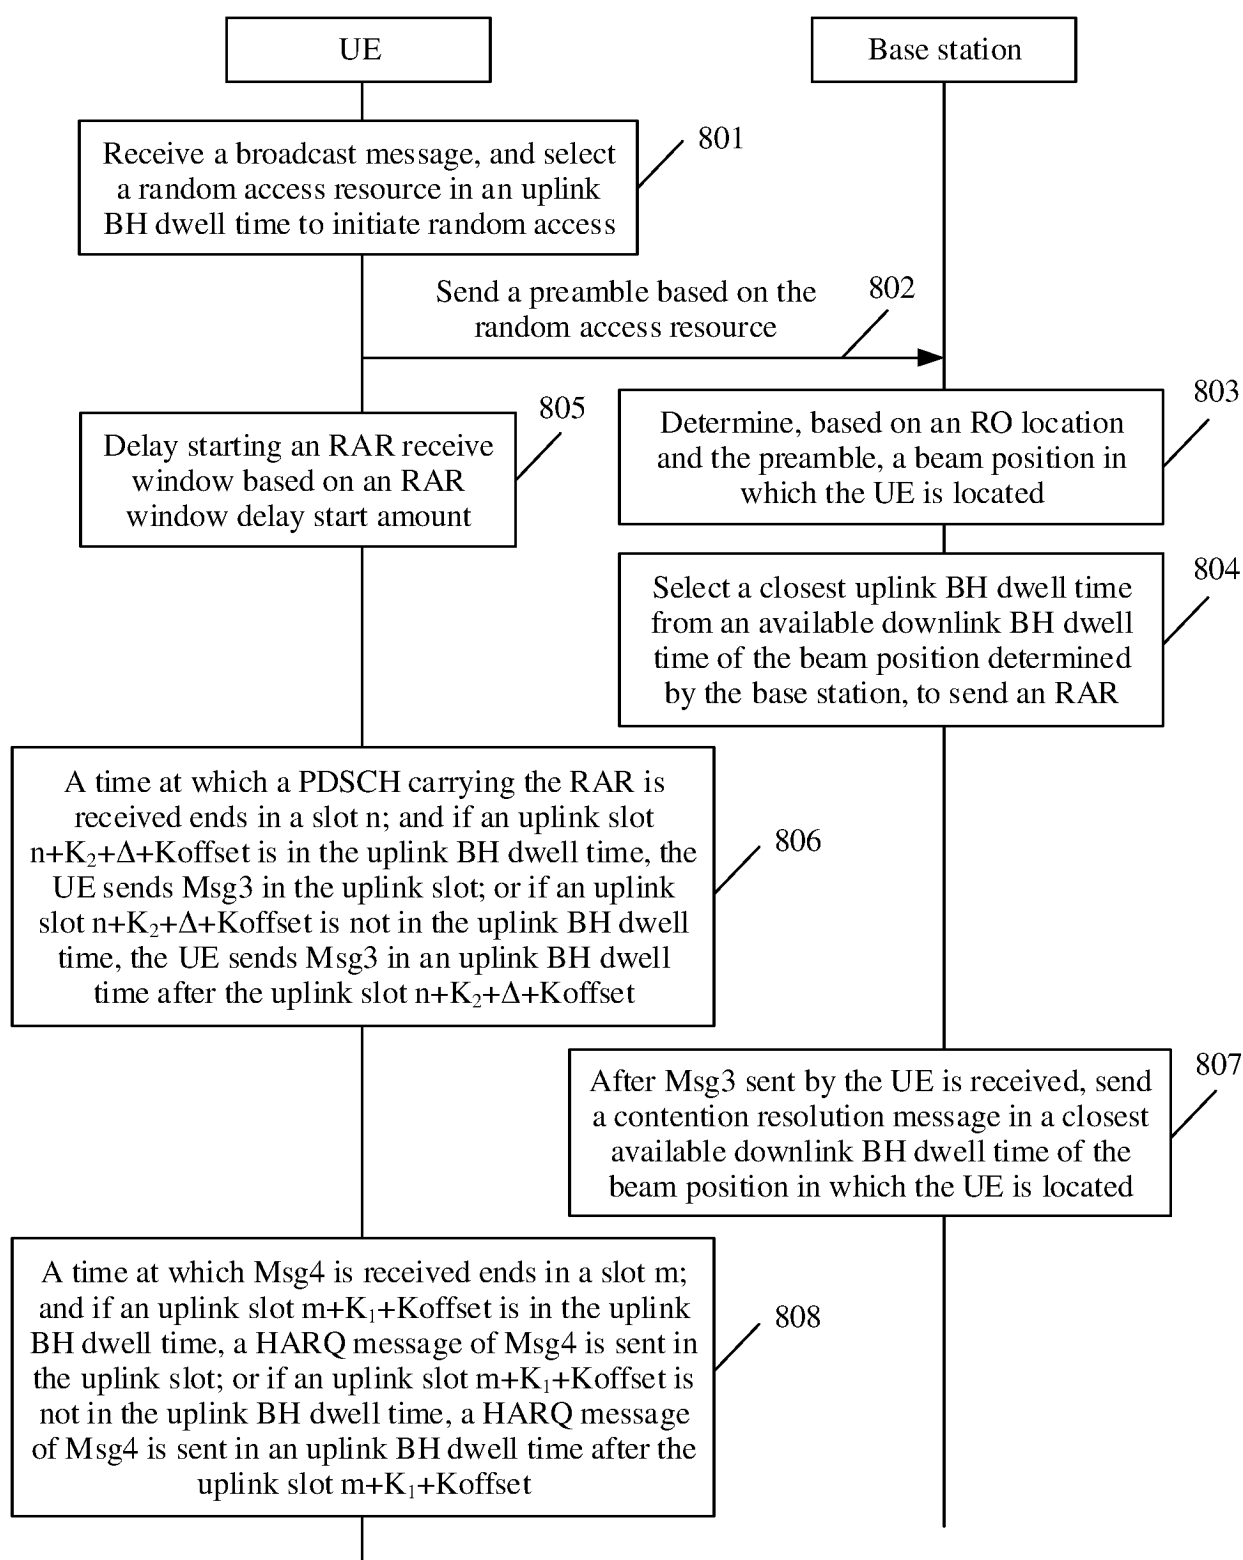 UE
Base station
801
Receive a broadcast message, and select
a random access resource in an uplink
BH dwell time to initiate random access
Send a preamble based on the
random access resource
802
803
Determine, based on an RO location
and the preamble, a beam position in
which the UE is located
805
Delay starting an RAR receive
window based on an RAR
window delay start amount
804
Select a closest uplink BH dwell time
from an available downlink BH dwell
time of the beam position determined
by the base station, to send an RAR
806
A time at which a PDSCH carrying the RAR is
received ends in a slot n; and if an uplink slot
n+K₂+Δ+Koffset is in the uplink BH dwell time, the
UE sends Msg3 in the uplink slot; or if an uplink
slot n+K₂+Δ+Koffset is not in the uplink BH dwell
time, the UE sends Msg3 in an uplink BH dwell
time after the uplink slot n+K₂+Δ+Koffset
807
After Msg3 sent by the UE is received, send
a contention resolution message in a closest
available downlink BH dwell time of the
beam position in which the UE is located
808
A time at which Msg4 is received ends in a slot m;
and if an uplink slot m+K₁+Koffset is in the uplink
BH dwell time, a HARQ message of Msg4 is sent in
the uplink slot; or if an uplink slot m+K₁+Koffset is
not in the uplink BH dwell time, a HARQ message
of Msg4 is sent in an uplink BH dwell time after the
uplink slot m+K₁+Koffset